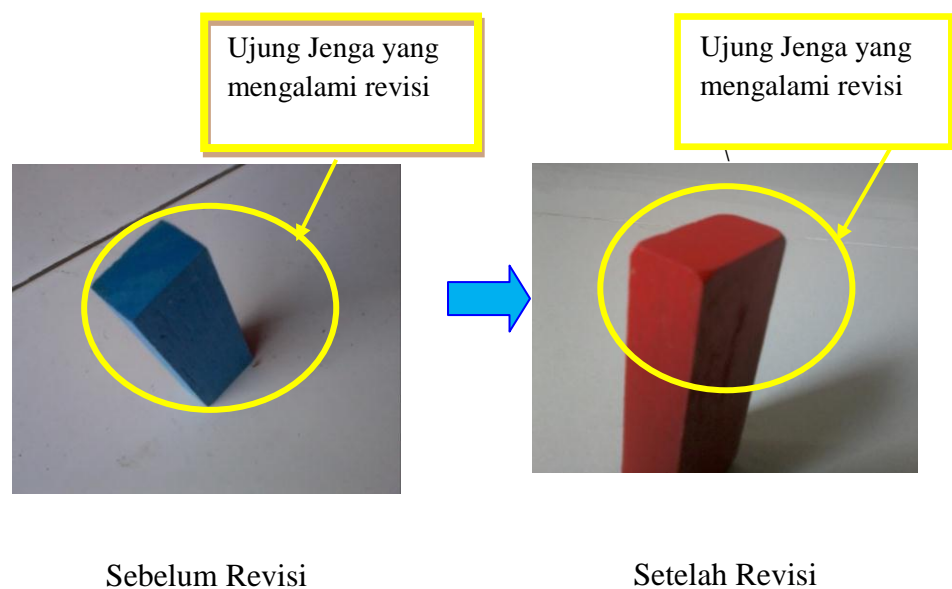 Ujung Jenga yang
mengalami revisi
Ujung Jenga yang
mengalami revisi
Sebelum Revisi
Setelah Revisi